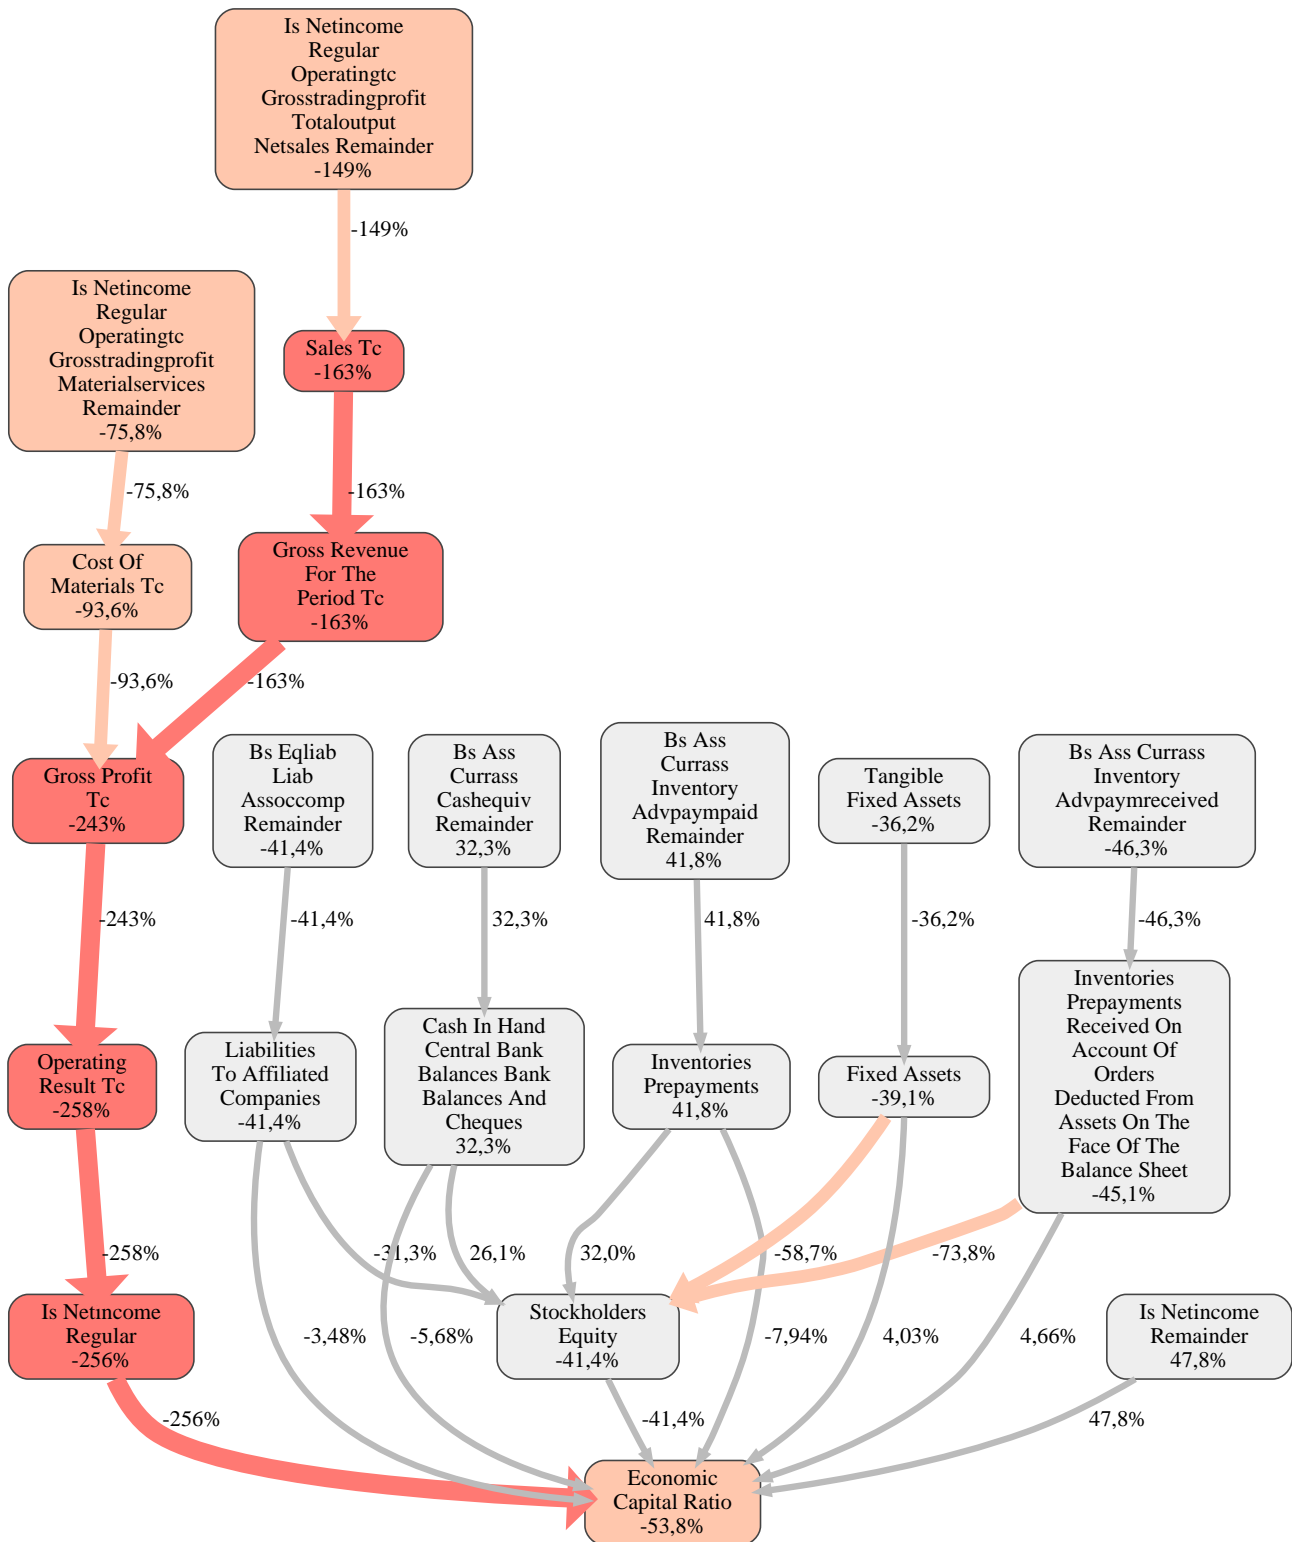 Is Netincome
Regular
Operatingtc
Grosstradingprofit
Totaloutput
Netsales Remainder
-149%
-149%
Is Netincome
Regular
Operatingtc
Grosstradingprofit
Materialservices
Remainder
-75,8%
Sales Tc
-163%
-75,8%
-163%
Cost Of
Materials Tc
-93,6%
Gross Revenue
For The
Period Tc
-163%
-93,6%
-163%
Gross Profit
Tc
-243%
Bs Eqliab
Liab
Assoccomp
Remainder
-41,4%
Bs Ass
Currass
Cashequiv
Remainder
32,3%
Bs Ass
Currass
Inventory
Advpaympaid
Remainder
41,8%
Tangible
Fixed Assets
-36,2%
Bs Ass Currass
Inventory
Advpaymreceived
Remainder
-46,3%
-243%
-41,4%
32,3%
41,8%
-36,2%
-46,3%
Operating
Result Tc
-258%
Liabilities
To Affiliated
Companies
-41,4%
Cash In Hand
Central Bank
Balances Bank
Balances And
Cheques
32,3%
Inventories
Prepayments
41,8%
Fixed Assets
-39,1%
Inventories
Prepayments
Received On
Account Of
Orders
Deducted From
Assets On The
Face Of The
Balance Sheet
-45,1%
-258%
-31,3%
26,1%
32,0%
-58,7%
-73,8%
Is Netincome
Regular
-256%
-3,48%
-5,68%
Stockholders
Equity
-41,4%
-7,94%
4,03%
4,66%
Is Netincome
Remainder
47,8%
-256%
-41,4%
47,8%
Economic
Capital Ratio
-53,8%